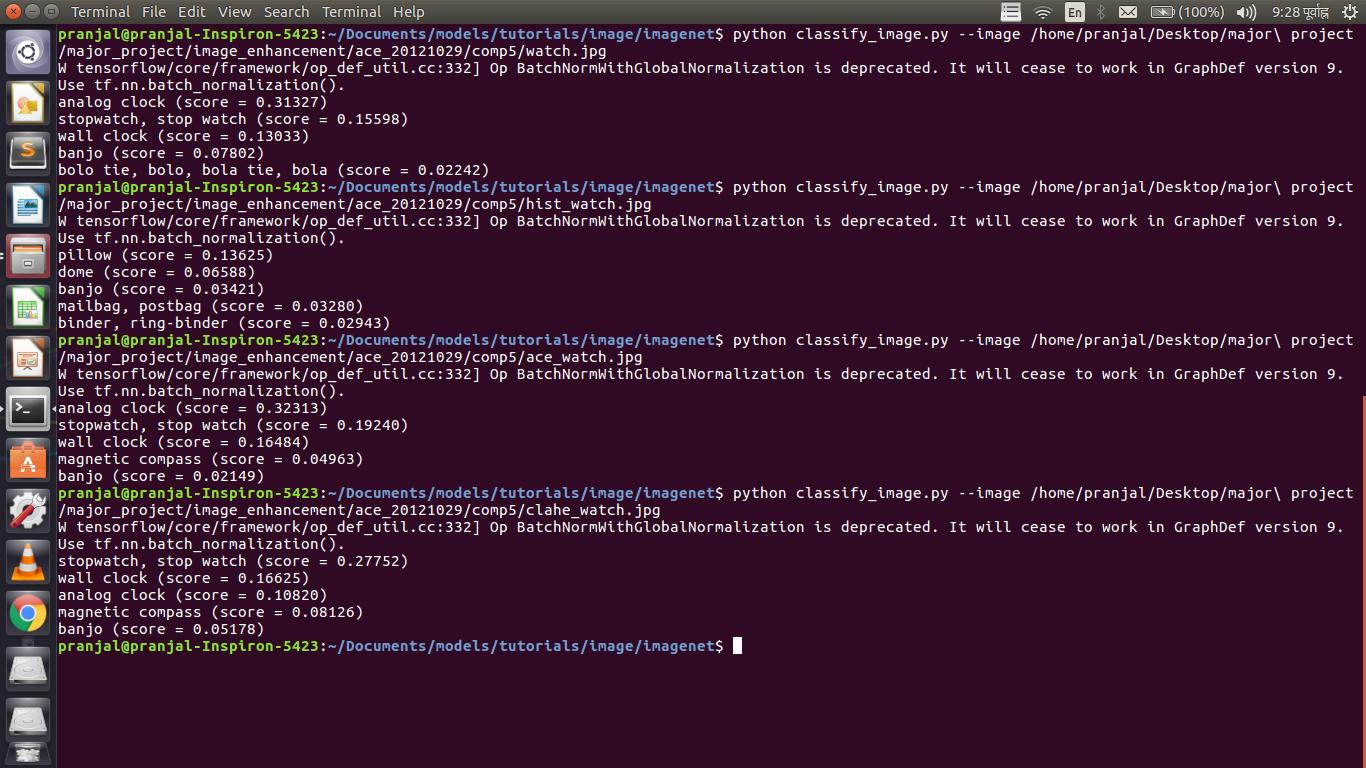 Terminal File Edit View Search Terminal Help En (100%) 9:28 पूर्वाह्न
pranjal@pranjal-Inspiron-5423:~/Documents/models/tutorials/image/imagenet$ python classify_image.py --image /home/pranjal/Desktop/major\ project
/major_project/image_enhancement/ace_20121029/comp5/watch.jpg
W tensorflow/core/framework/op_def_util.cc:332] Op BatchNormWithGlobalNormalization is deprecated. It will cease to work in GraphDef version 9.
Use tf.nn.batch_normalization().
analog clock (score = 0.31327)
stopwatch, stop watch (score = 0.15598)
wall clock (score = 0.13033)
banjo (score = 0.07802)
bolo tie, bolo, bola tie, bola (score = 0.02242)
pranjal@pranjal-Inspiron-5423:~/Documents/models/tutorials/image/imagenet$ python classify_image.py --image /home/pranjal/Desktop/major\ project
/major_project/image_enhancement/ace_20121029/comp5/hist_watch.jpg
W tensorflow/core/framework/op_def_util.cc:332] Op BatchNormWithGlobalNormalization is deprecated. It will cease to work in GraphDef version 9.
Use tf.nn.batch_normalization().
pillow (score = 0.13625)
dome (score = 0.06588)
banjo (score = 0.03421)
mailbag, postbag (score = 0.03280)
binder, ring-binder (score = 0.02943)
pranjal@pranjal-Inspiron-5423:~/Documents/models/tutorials/image/imagenet$ python classify_image.py --image /home/pranjal/Desktop/major\ project
/major_project/image_enhancement/ace_20121029/comp5/ace_watch.jpg
W tensorflow/core/framework/op_def_util.cc:332] Op BatchNormWithGlobalNormalization is deprecated. It will cease to work in GraphDef version 9.
Use tf.nn.batch_normalization().
analog clock (score = 0.32313)
stopwatch, stop watch (score = 0.19240)
wall clock (score = 0.16484)
magnetic compass (score = 0.04963)
banjo (score = 0.02149)
pranjal@pranjal-Inspiron-5423:~/Documents/models/tutorials/image/imagenet$ python classify_image.py --image /home/pranjal/Desktop/major\ project
/major_project/image_enhancement/ace_20121029/comp5/clahe_watch.jpg
W tensorflow/core/framework/op_def_util.cc:332] Op BatchNormWithGlobalNormalization is deprecated. It will cease to work in GraphDef version 9.
Use tf.nn.batch_normalization().
stopwatch, stop watch (score = 0.27752)
wall clock (score = 0.16625)
analog clock (score = 0.10820)
magnetic compass (score = 0.08126)
banjo (score = 0.05178)
pranjal@pranjal-Inspiron-5423:~/Documents/models/tutorials/image/imagenet$